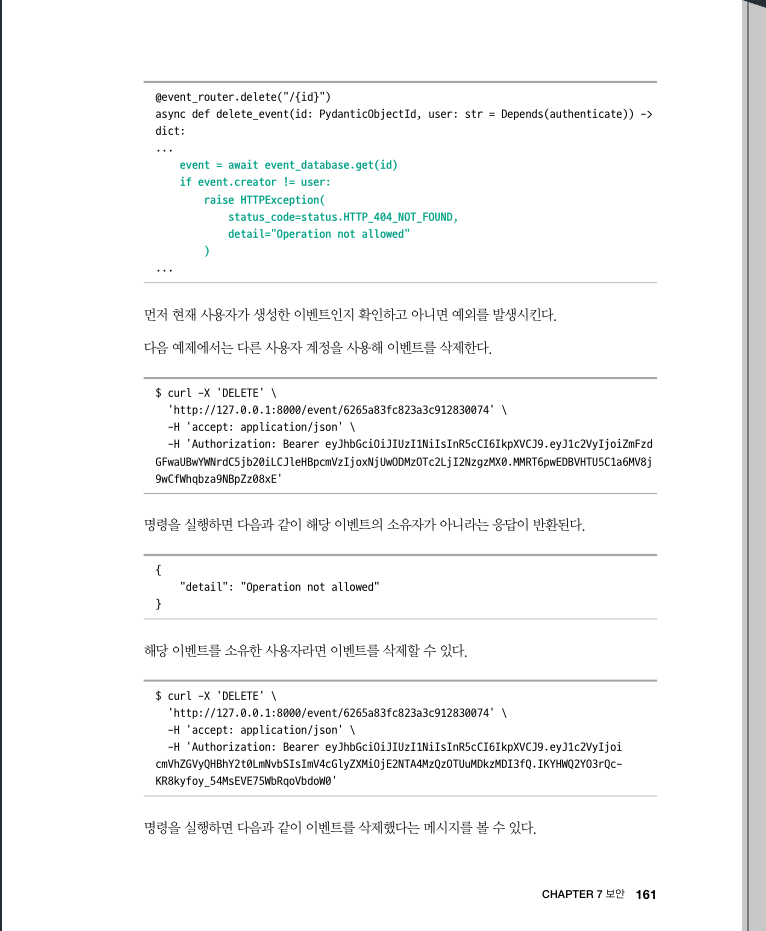 @event_router.delete("/{id}")
async def delete_event(id: PydanticObjectId, user: str = Depends(authenticate)) ->
dict:
...
    event = await event_database.get(id)
    if event.creator != user:
        raise HTTPException(
            status_code=status.HTTP_404_NOT_FOUND,
            detail="Operation not allowed"
        )
...
먼저 현재 사용자가 생성한 이벤트인지 확인하고 아니면 예외를 발생시킨다.
다음 예제에서는 다른 사용자 계정을 사용해 이벤트를 삭제한다.
$ curl -X 'DELETE' \
  'http://127.0.0.1:8000/event/6265a83fc823a3c912830074' \
  -H 'accept: application/json' \
  -H 'Authorization: Bearer eyJhbGciOiJIUzI1NiIsInR5cCI6IkpXVCJ9.eyJ1c2VyIjoiZmFzd
GFwaUBwYWNrdC5jb20iLCJleHBpcmVzIjoxNjUwODMzOTc2LjI2NzgzMX0.MMRT6pwEDBVHTU5C1a6MV8j
9wCfWhqbza9NBpZz08xE'
명령을 실행하면 다음과 같이 해당 이벤트의 소유자가 아니라는 응답이 반환된다.
{
    "detail": "Operation not allowed"
}
해당 이벤트를 소유한 사용자라면 이벤트를 삭제할 수 있다.
$ curl -X 'DELETE' \
  'http://127.0.0.1:8000/event/6265a83fc823a3c912830074' \
  -H 'accept: application/json' \
  -H 'Authorization: Bearer eyJhbGciOiJIUzI1NiIsInR5cCI6IkpXVCJ9.eyJ1c2VyIjoi
cmVhZGVyQHBhY2t0LmNvbSIsImV4cGlyZXMiOjE2NTA4MzQzOTUuMDkzMDI3fQ.IKYHWQ2YO3rQc-
KR8kyfoy_54MsEVE75WbRqoVbdoW0'
명령을 실행하면 다음과 같이 이벤트를 삭제했다는 메시지를 볼 수 있다.
CHAPTER 7 보안 161